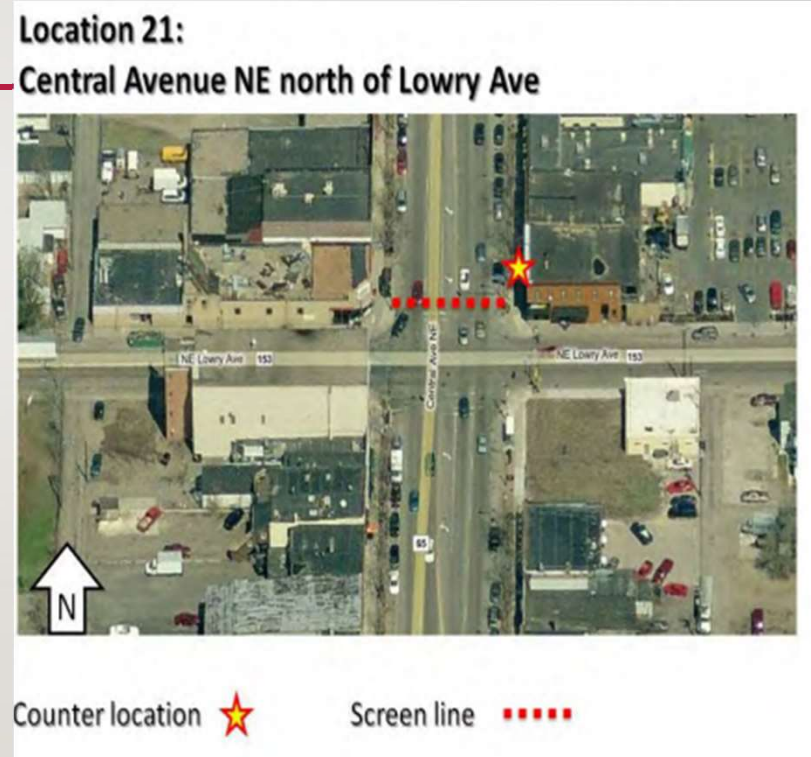 Location 21:
Central Avenue NE north of Lowry Ave
NE Lowry Ave 153
NE Lowry Ave 153
Central Ave NE
65
N
Counter location
Screen line